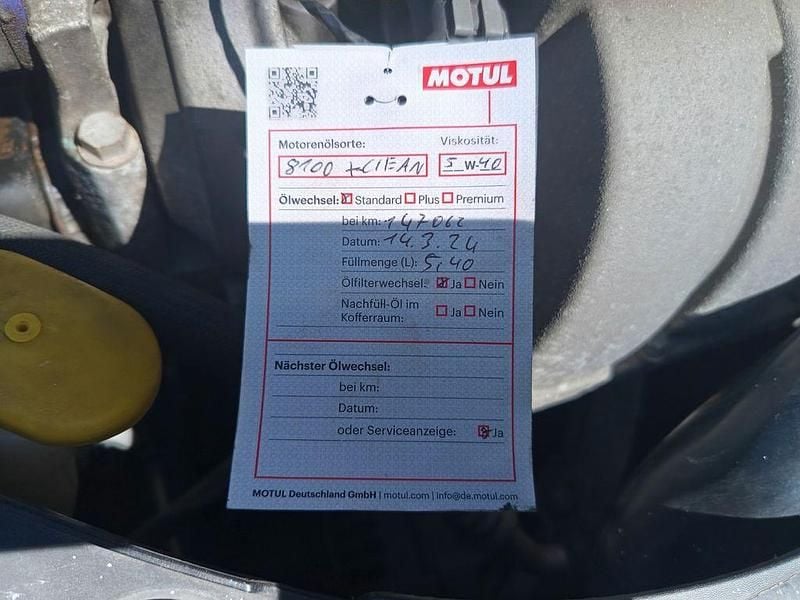 MOTUL
Motorenölsorte: Viskosität:
8100 X-CLEAN 5 W-40
Ölwechsel: Standard Plus Premium
bei km: 147062
Datum: 14.3.24
Füllmenge (L): 5,40
Ölfilterwechsel: Ja Nein
Nachfüll-Öl im
Kofferraum: Ja Nein
Nächster Ölwechsel:
bei km:
Datum:
oder Serviceanzeige: Ja
MOTUL Deutschland GmbH | motul.com | info@de.motul.com